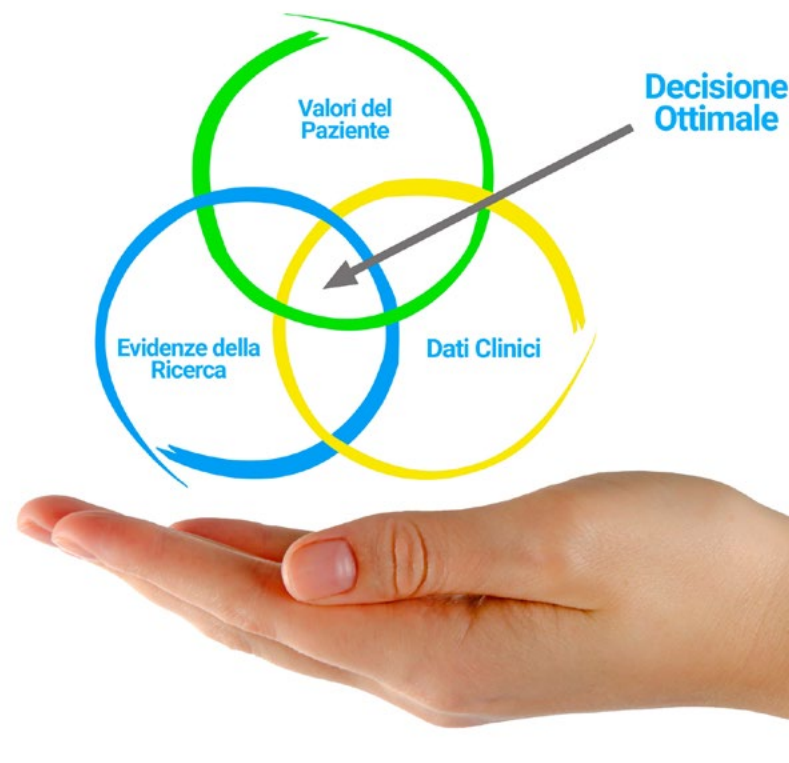 Decisione
Ottimale
Valori del
Paziente
Evidenze della
Ricerca
Dati Clinici